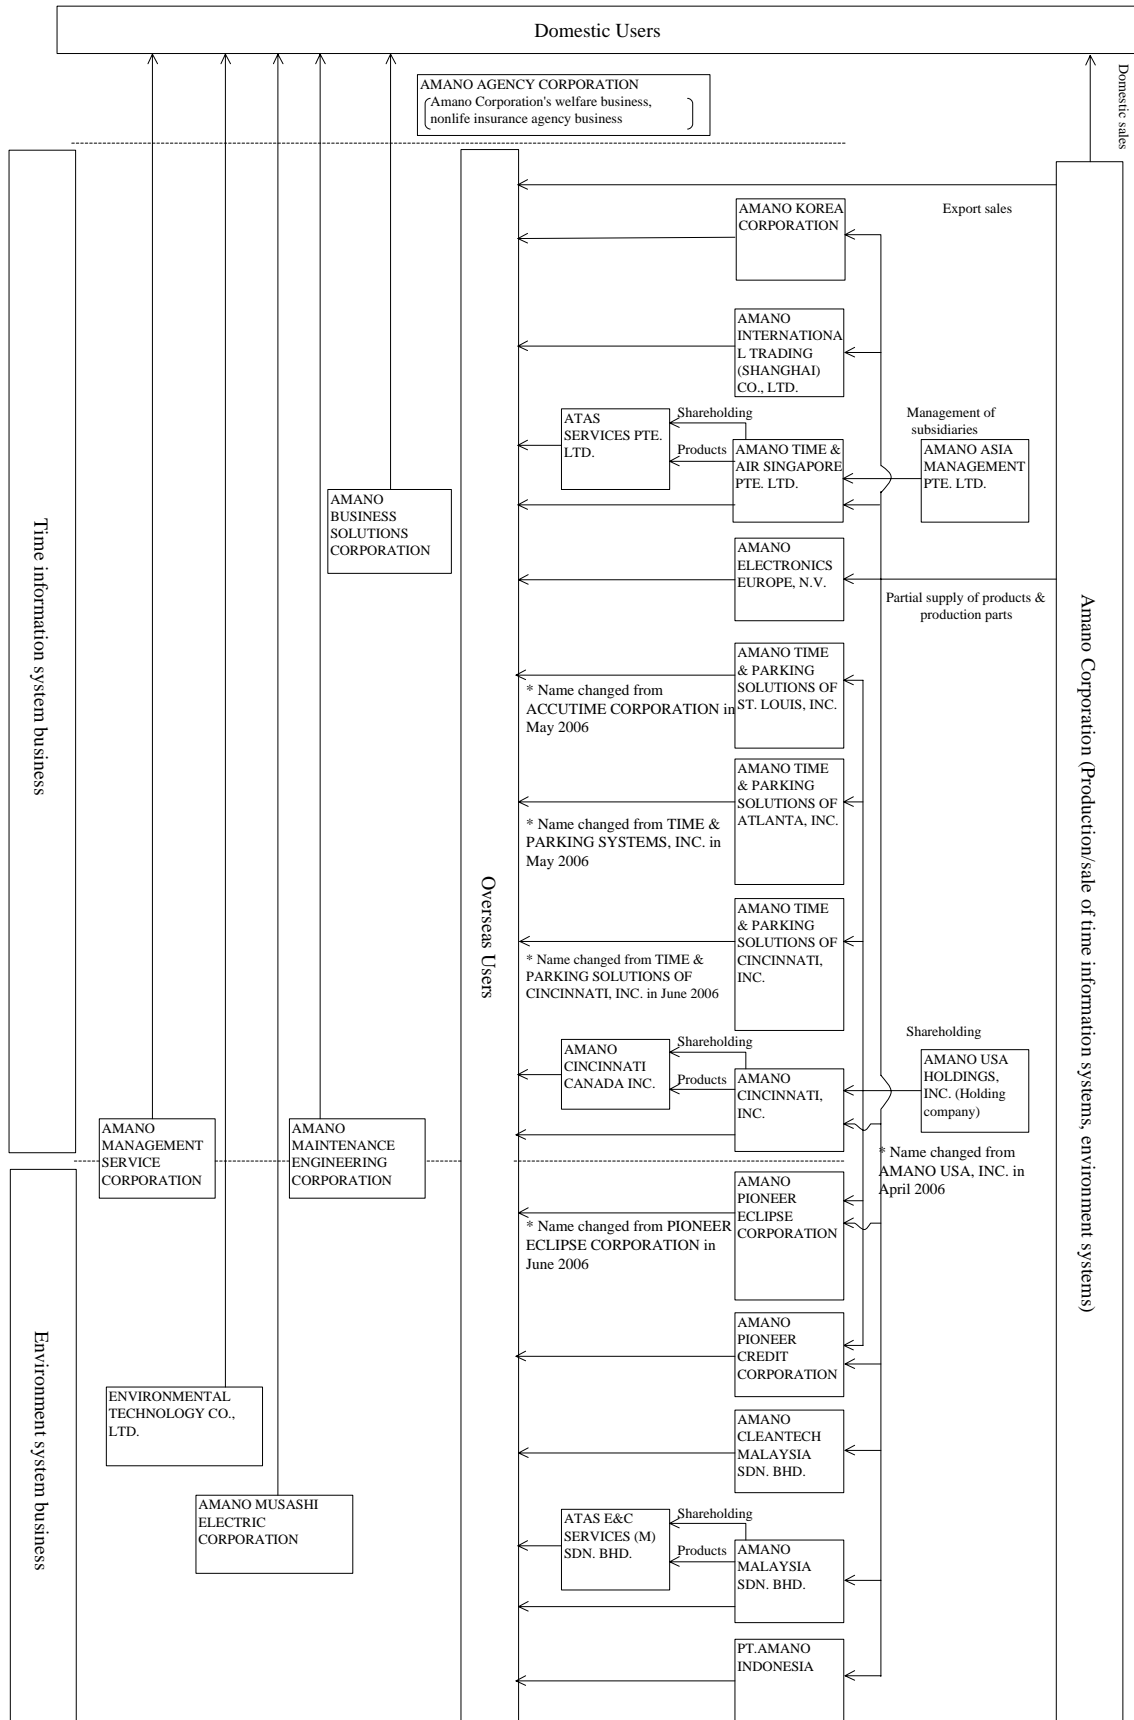 Domestic Users
Domestic sales
AMANO AGENCY CORPORATION
Amano Corporation's welfare business,
nonlife insurance agency business
Time information system business
Environment system business
Overseas Users
Amano Corporation (Production/sale of time information systems, environment systems)
Export sales
AMANO KOREA
CORPORATION
AMANO
INTERNATIONA
L TRADING
(SHANGHAI)
CO., LTD.
ATAS
SERVICES PTE.
LTD.
Shareholding
Products
AMANO TIME &
AIR SINGAPORE
PTE. LTD.
Management of
subsidiaries
AMANO ASIA
MANAGEMENT
PTE. LTD.
AMANO
BUSINESS
SOLUTIONS
CORPORATION
AMANO
ELECTRONICS
EUROPE, N.V.
Partial supply of products &
production parts
AMANO TIME
& PARKING
SOLUTIONS OF
ST. LOUIS, INC.
* Name changed from
ACCUTIME CORPORATION in
May 2006
AMANO TIME
& PARKING
SOLUTIONS OF
ATLANTA, INC.
* Name changed from TIME &
PARKING SYSTEMS, INC. in
May 2006
AMANO TIME
& PARKING
SOLUTIONS OF
CINCINNATI,
INC.
* Name changed from TIME &
PARKING SOLUTIONS OF
CINCINNATI, INC. in June 2006
AMANO
CINCINNATI
CANADA INC.
Shareholding
Products
AMANO
CINCINNATI,
INC.
Shareholding
AMANO USA
HOLDINGS,
INC. (Holding
company)
* Name changed from
AMANO USA, INC. in
April 2006
AMANO
MANAGEMENT
SERVICE
CORPORATION
AMANO
MAINTENANCE
ENGINEERING
CORPORATION
AMANO
PIONEER
ECLIPSE
CORPORATION
* Name changed from PIONEER
ECLIPSE CORPORATION in
June 2006
AMANO
PIONEER
CREDIT
CORPORATION
ENVIRONMENTAL
TECHNOLOGY CO.,
LTD.
AMANO
CLEANTECH
MALAYSIA
SDN. BHD.
AMANO MUSASHI
ELECTRIC
CORPORATION
ATAS E&C
SERVICES (M)
SDN. BHD.
Shareholding
Products
AMANO
MALAYSIA
SDN. BHD.
PT.AMANO
INDONESIA